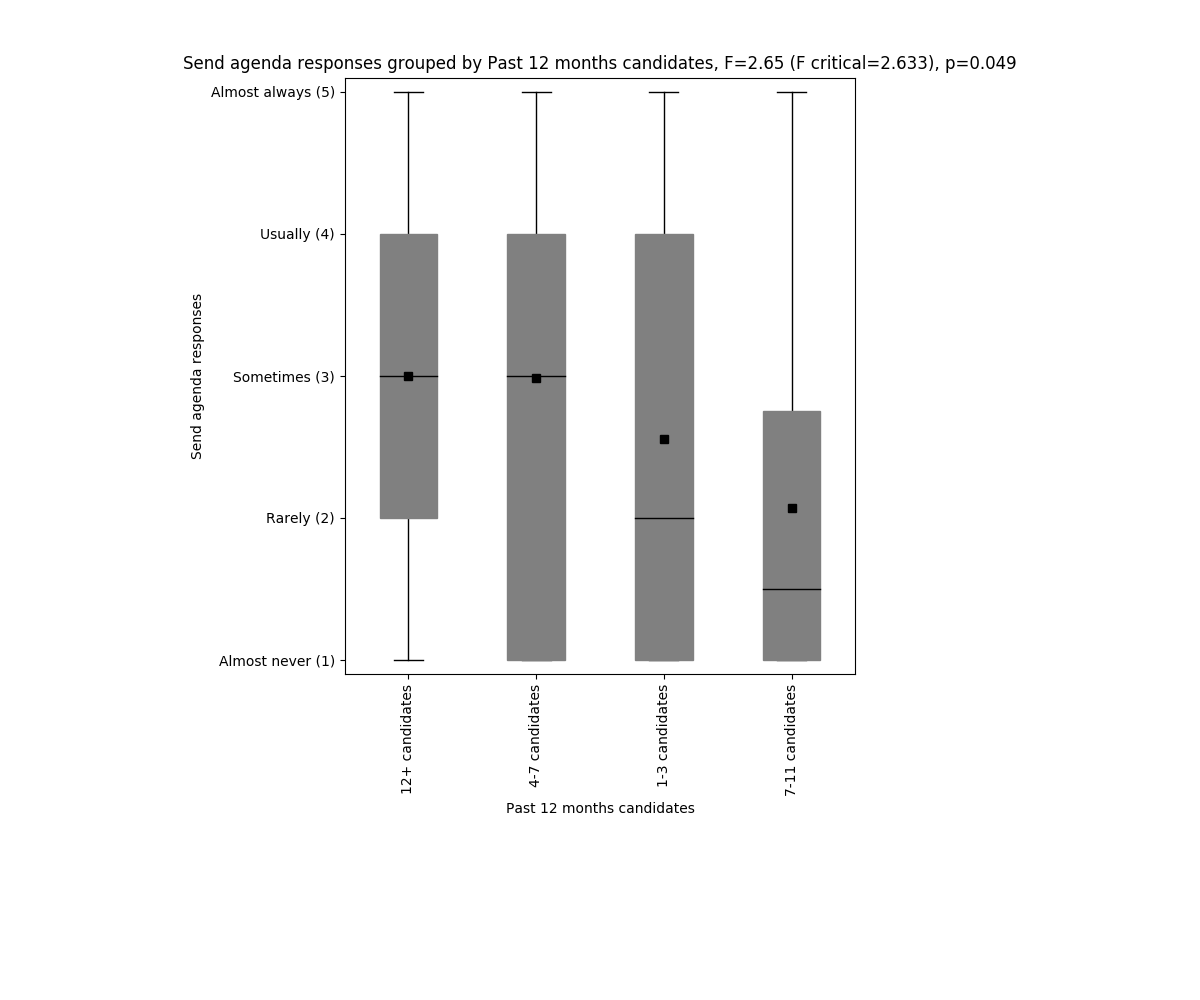 Send agenda responses grouped by Past 12 months candidates, F=2.65 (F critical=2.633), p=0.049
Almost always (5)
Usually (4)
Sometimes (3)
Rarely (2)
Almost never (1)
Send agenda responses
12+ candidates
4-7 candidates
1-3 candidates
7-11 candidates
Past 12 months candidates